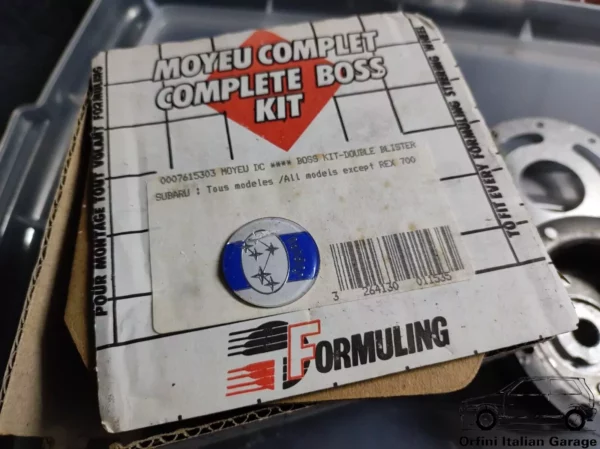 MOYEU COMPLET
COMPLETE BOSS
KIT
POUR MONTAGE TOUT VOLANT FORMULING
TO FIT EVERY FORMULING STEERING WHEEL
0007615303 MOYEU DC **** BOSS KIT-DOUBLE BLISTER
SUBARU : Tous modeles /All models except REX 700
3 264130 011535
FORMULING
Orfini Italian Garage